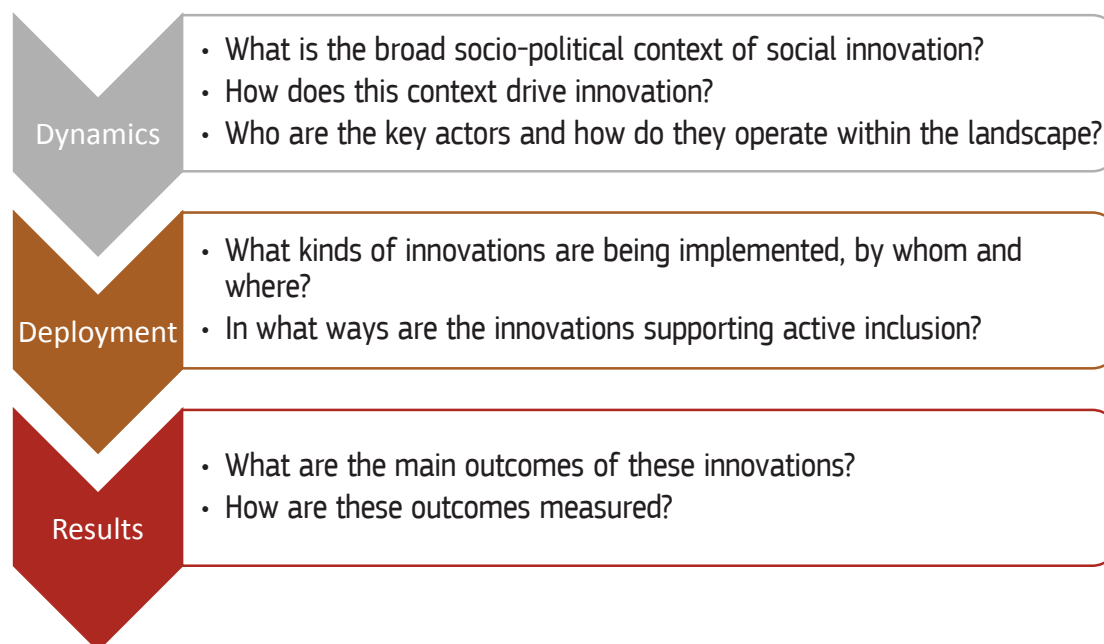 Dynamics
• What is the broad socio-political context of social innovation?
• How does this context drive innovation?
• Who are the key actors and how do they operate within the landscape?
Deployment
• What kinds of innovations are being implemented, by whom and
where?
• In what ways are the innovations supporting active inclusion?
Results
• What are the main outcomes of these innovations?
• How are these outcomes measured?